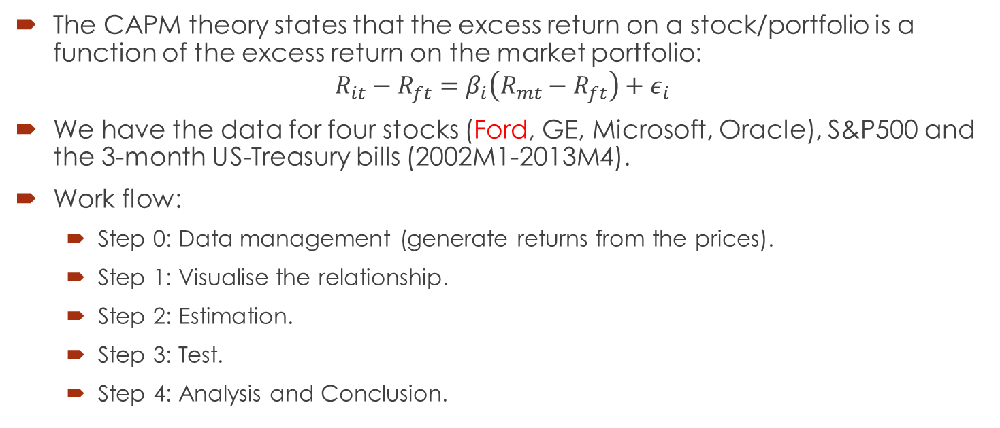 The CAPM theory states that the excess return on a stock/portfolio is a
function of the excess return on the market portfolio:
R_{it} − R_{ft} = β_i(R_{mt} − R_{ft}) + ϵ_i
We have the data for four stocks (Ford, GE, Microsoft, Oracle), S&P500 and
the 3-month US-Treasury bills (2002M1-2013M4).
Work flow:
Step 0: Data management (generate returns from the prices).
Step 1: Visualise the relationship.
Step 2: Estimation.
Step 3: Test.
Step 4: Analysis and Conclusion.